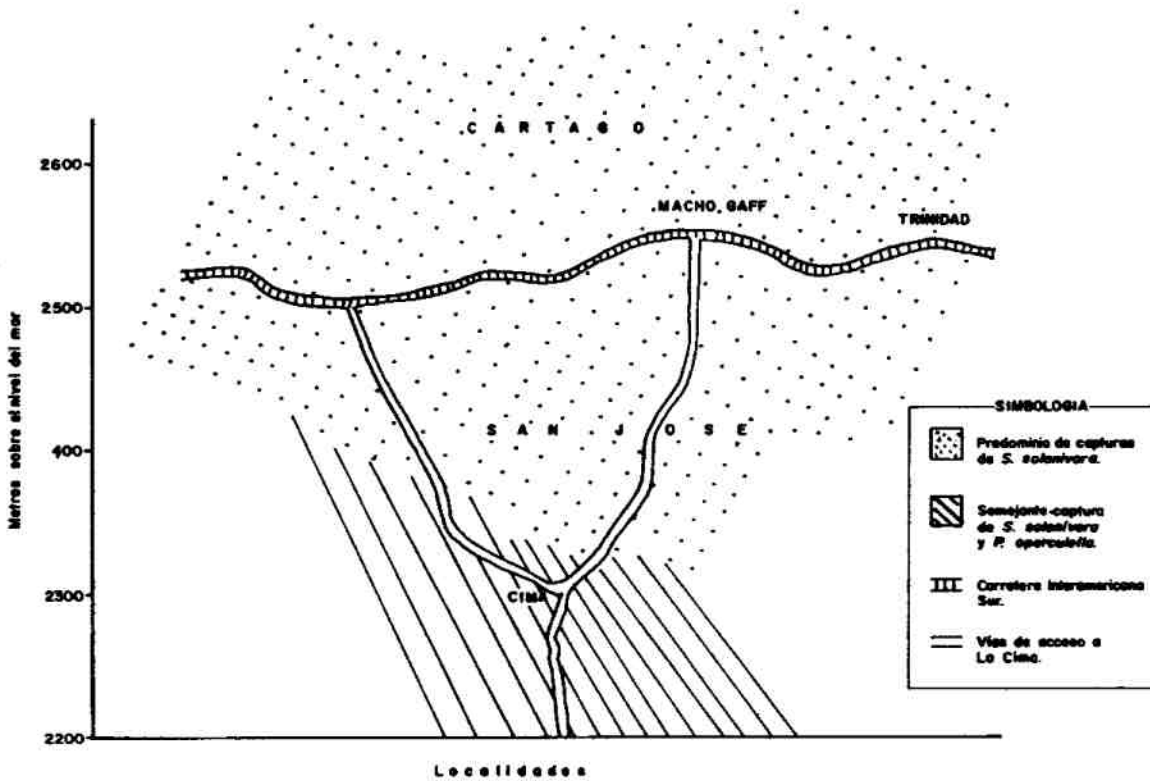 CARTAGO
2600
MACHO GAFF
TRINIDAD
2500
Metros sobre el nivel del mar
SIMBOLOGIA
SAN JOSE
Predominio de capturas
de S. solanivora.
400
Semejante captura
de S. solanivora
y P. operculella.
Carretera Interamericana
Sur.
2300
CIMA
Vías de acceso a
La Cima.
2200
Localidades